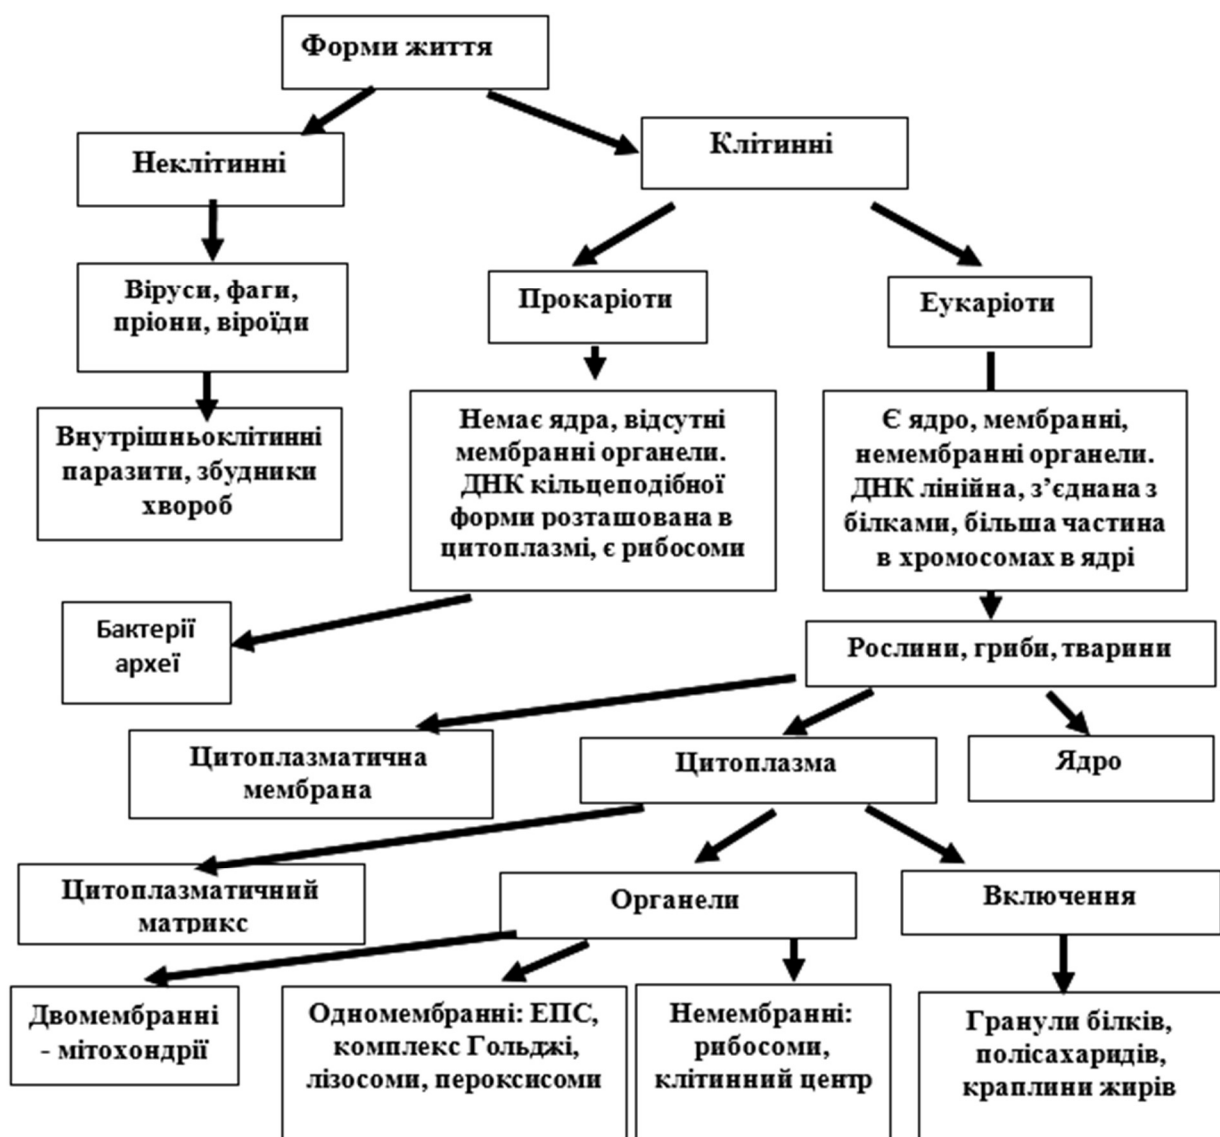 Форми життя
Неклітинні
Клітинні
Віруси, фаги,
пріони, віроїди
Прокаріоти
Еукаріоти
Внутрішньоклітинні
паразити, збудники
хвороб
Немає ядра, відсутні
мембранні органели.
ДНК кільцеподібної
форми розташована в
цитоплазмі, є рибосоми
Є ядро, мембранні,
немембранні органели.
ДНК лінійна, з’єднана з
білками, більша частина
в хромосомах в ядрі
Бактерії
археї
Рослини, гриби, тварини
Цитоплазматична
мембрана
Цитоплазма
Ядро
Цитоплазматичний
матрикс
Органели
Включення
Двомембранні
- мітохондрії
Одномембранні: ЕПС,
комплекс Гольджі,
лізосоми, пероксисоми
Немембранні:
рибосоми,
клітинний центр
Гранули білків,
полісахаридів,
краплини жирів